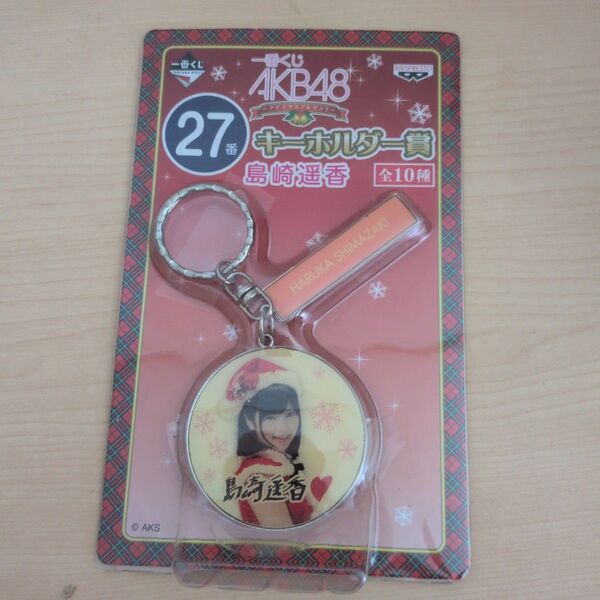 一番くじ
一番くじ
BANPRESTO
AKB48
クリスマスプレゼント
27番
キーホルダー賞
島崎遥香
全10種
HARUKA SHIMAZAKI
島崎遥香
© AKS